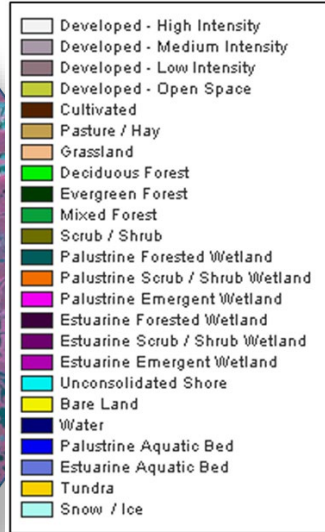 Developed - High Intensity
Developed - Medium Intensity
Developed - Low Intensity
Developed - Open Space
Cultivated
Pasture / Hay
Grassland
Deciduous Forest
Evergreen Forest
Mixed Forest
Scrub / Shrub
Palustrine Forested Wetland
Palustrine Scrub / Shrub Wetland
Palustrine Emergent Wetland
Estuarine Forested Wetland
Estuarine Scrub / Shrub Wetland
Estuarine Emergent Wetland
Unconsolidated Shore
Bare Land
Water
Palustrine Aquatic Bed
Estuarine Aquatic Bed
Tundra
Snow / Ice